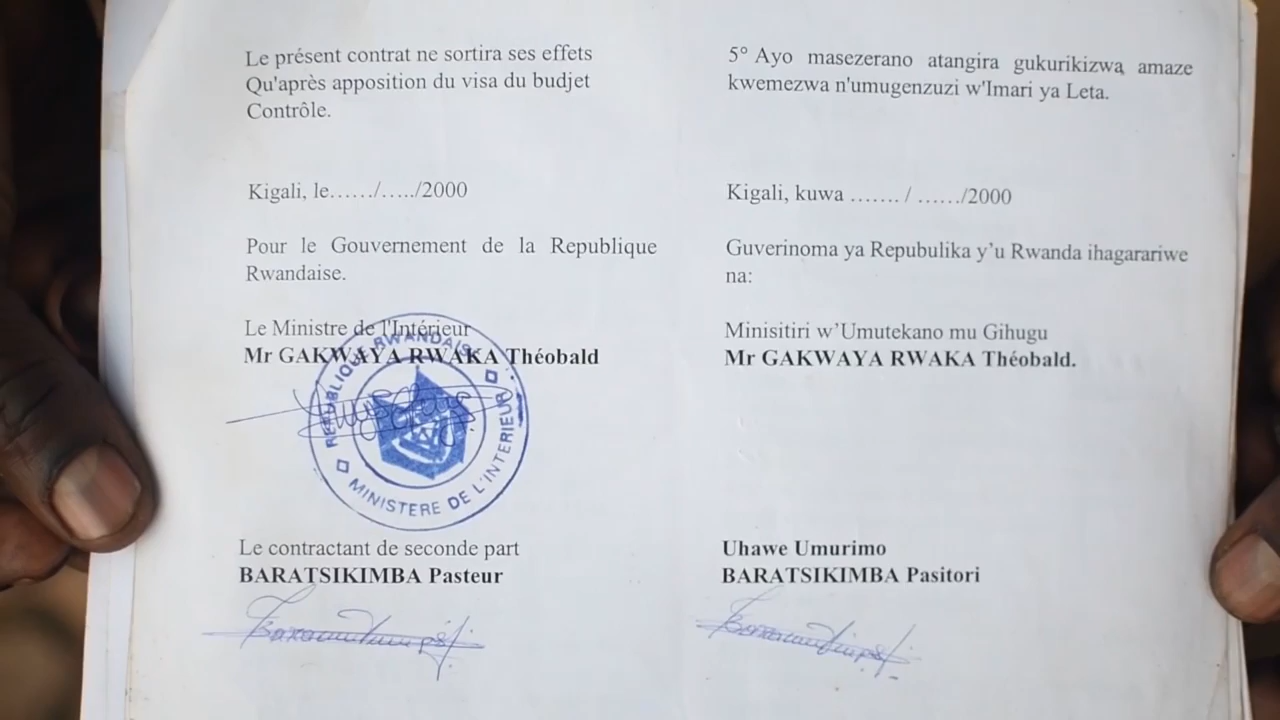 Le présent contrat ne sortira ses effets
Qu'après apposition du visa du budjet
Contrôle.
Kigali, le……/…../2000
Pour le Gouvernement de la Republique
Rwandaise.
Le Ministre de l'Intérieur
Mr GAKWAYA RWAKA Théobald
REPUBLIQUE RWANDAISE
MINISTERE DE L'INTERIEUR
Le contractant de seconde part
BARATSIKIMBA Pasteur
5° Ayo masezerano atangira gukurikizwa amaze
kwemezwa n'umugenzuzi w'Imari ya Leta.
Kigali, kuwa ……. / ……/2000
Guverinoma ya Repubulika y’u Rwanda ihagarariwe
na:
Minisitiri w’Umutekano mu Gihugu
Mr GAKWAYA RWAKA Théobald.
Uhawe Umurimo
BARATSIKIMBA Pasitori